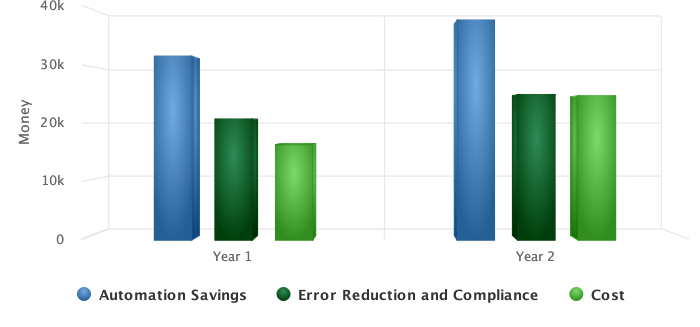 40k
30k
Money
20k
10k
0
Year 1
Year 2
Automation Savings
Error Reduction and Compliance
Cost